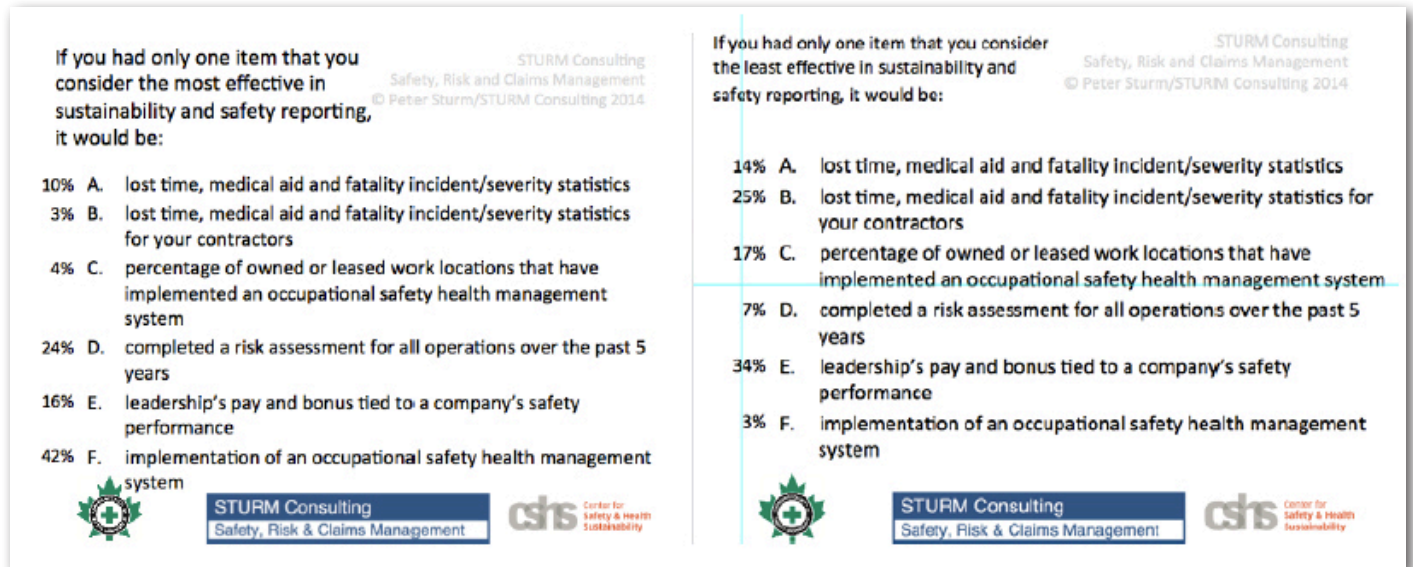 If you had only one item that you
consider the most effective in
sustainability and safety reporting,
it would be:
STURM Consulting
Safety, Risk and Claims Management
© Peter Sturm/STURM Consulting 2014
10% A. lost time, medical aid and fatality incident/severity statistics
3% B. lost time, medical aid and fatality incident/severity statistics
for your contractors
4% C. percentage of owned or leased work locations that have
implemented an occupational safety health management
system
24% D. completed a risk assessment for all operations over the past 5
years
16% E. leadership's pay and bonus tied to a company's safety
performance
42% F. implementation of an occupational safety health management
system
STURM Consulting
Safety, Risk & Claims Management
cshs
Center for
Safety & Health
Sustainability
If you had only one item that you consider
the least effective in sustainability and
safety reporting, it would be:
STURM Consulting
Safety, Risk and Claims Management
© Peter Sturm/STURM Consulting 2014
14% A. lost time, medical aid and fatality incident/severity statistics
25% B. lost time, medical aid and fatality incident/severity statistics for
your contractors
17% C. percentage of owned or leased work locations that have
implemented an occupational safety health management system
7% D. completed a risk assessment for all operations over the past 5
years
34% E. leadership's pay and bonus tied to a company's safety
performance
3% F. implementation of an occupational safety health management
system
STURM Consulting
Safety, Risk & Claims Management
cshs
Center for
Safety & Health
Sustainability